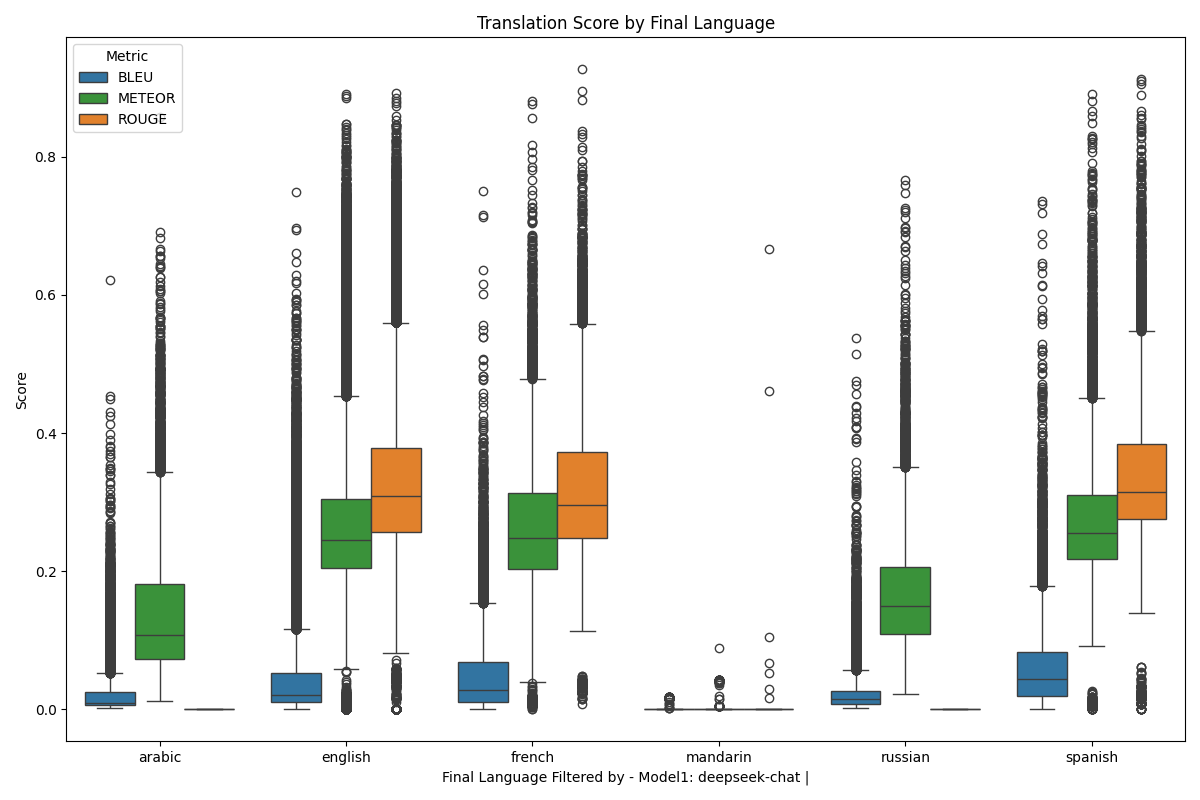 Translation Score by Final Language
Metric
BLEU
METEOR
ROUGE
Score
0.8
0.6
0.4
0.2
0.0
arabic
english
french
mandarin
russian
spanish
Final Language Filtered by - Model1: deepseek-chat |